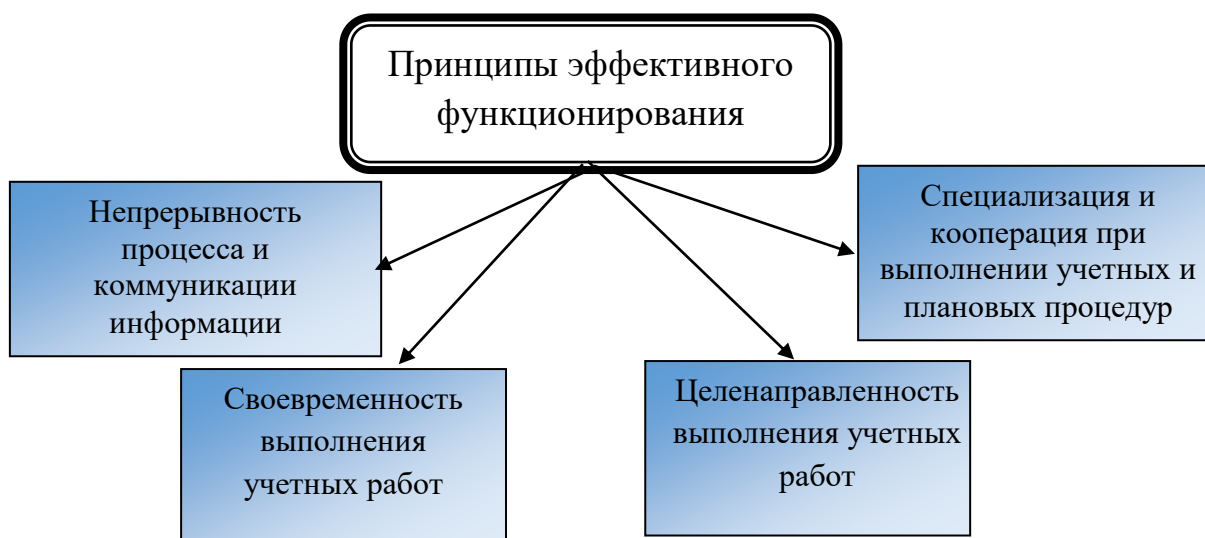 Принципы эффективного
функционирования
Непрерывность
процесса и
коммуникации
информации
Специализация и
кооперация при
выполнении учетных и
плановых процедур
Своевременность
выполнения
учетных работ
Целенаправленность
выполнения учетных
работ